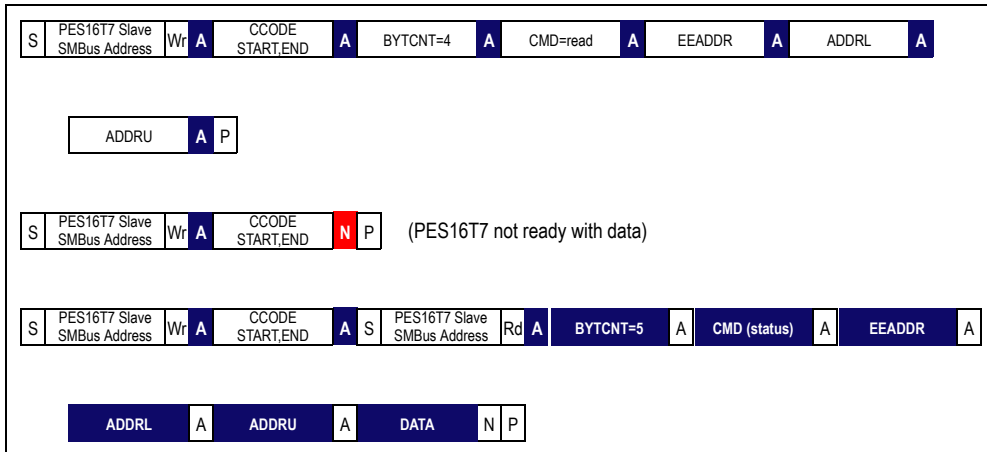 S PES16T7 Slave SMBus Address Wr A CCODE START,END A BYTCNT=4 A CMD=read A EEADDR A ADDRL A
ADDRU A P
S PES16T7 Slave SMBus Address Wr A CCODE START,END N P (PES16T7 not ready with data)
S PES16T7 Slave SMBus Address Wr A CCODE START,END A S PES16T7 Slave SMBus Address Rd A BYTCNT=5 A CMD (status) A EEADDR A
ADDRL A ADDRU A DATA N P